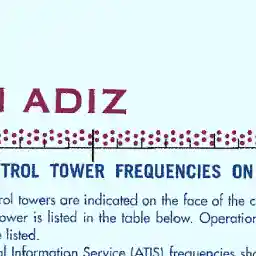 ADIZ
TROL TOWER FREQUENCIES ON
rol towers are indicated on the face of the c
ower is listed in the table below. Operation
e listed.
al Information Service (ATIS) frequencies sh